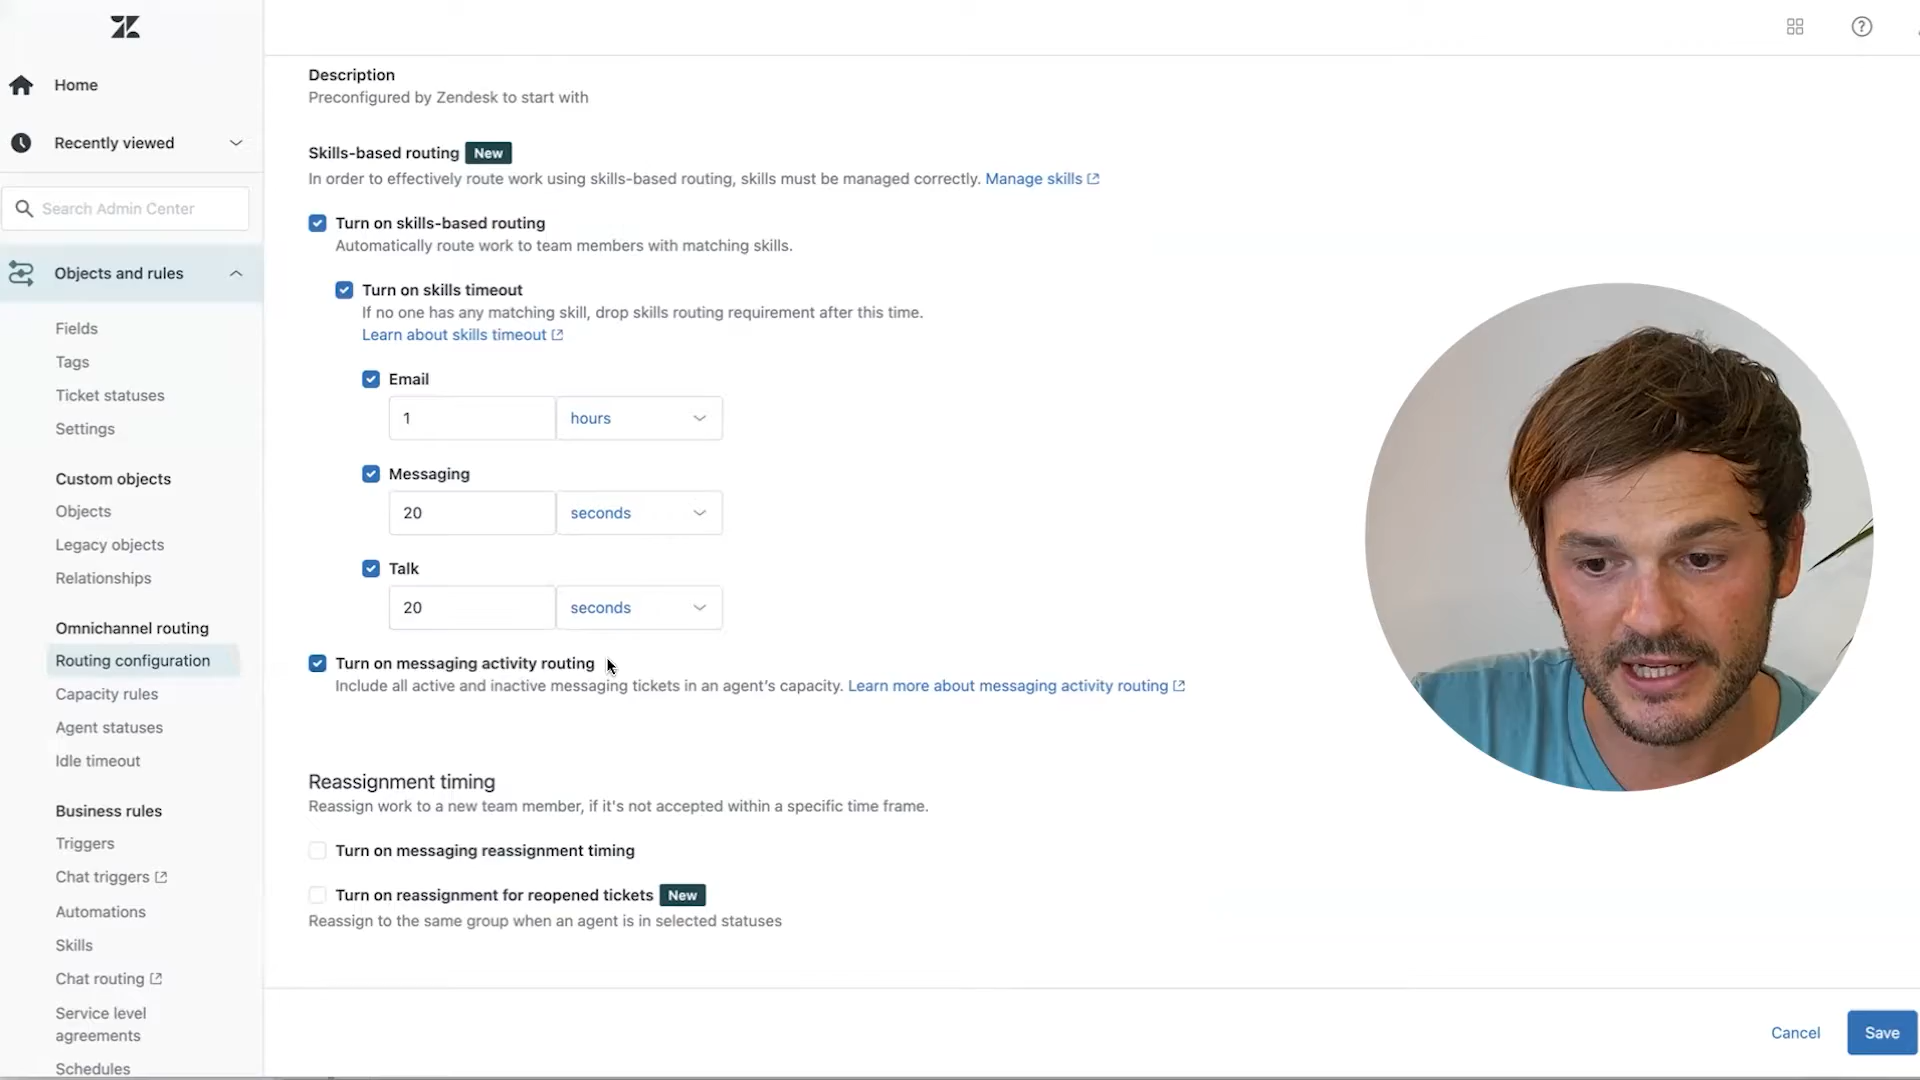 Home
Recently viewed
Search Admin Center
Objects and rules
Fields
Tags
Ticket statuses
Settings
Custom objects
Objects
Legacy objects
Relationships
Omnichannel routing
Routing configuration
Capacity rules
Agent statuses
Idle timeout
Business rules
Triggers
Chat triggers
Automations
Skills
Chat routing
Service level
agreements
Schedules
Description
Preconfigured by Zendesk to start with
Skills-based routing New
In order to effectively route work using skills-based routing, skills must be managed correctly. Manage skills
Turn on skills-based routing
Automatically route work to team members with matching skills.
Turn on skills timeout
If no one has any matching skill, drop skills routing requirement after this time.
Learn about skills timeout
Email
1 hours
Messaging
20 seconds
Talk
20 seconds
Turn on messaging activity routing
Include all active and inactive messaging tickets in an agent's capacity. Learn more about messaging activity routing
Reassignment timing
Reassign work to a new team member, if it's not accepted within a specific time frame.
Turn on messaging reassignment timing
Turn on reassignment for reopened tickets New
Reassign to the same group when an agent is in selected statuses
Cancel Save